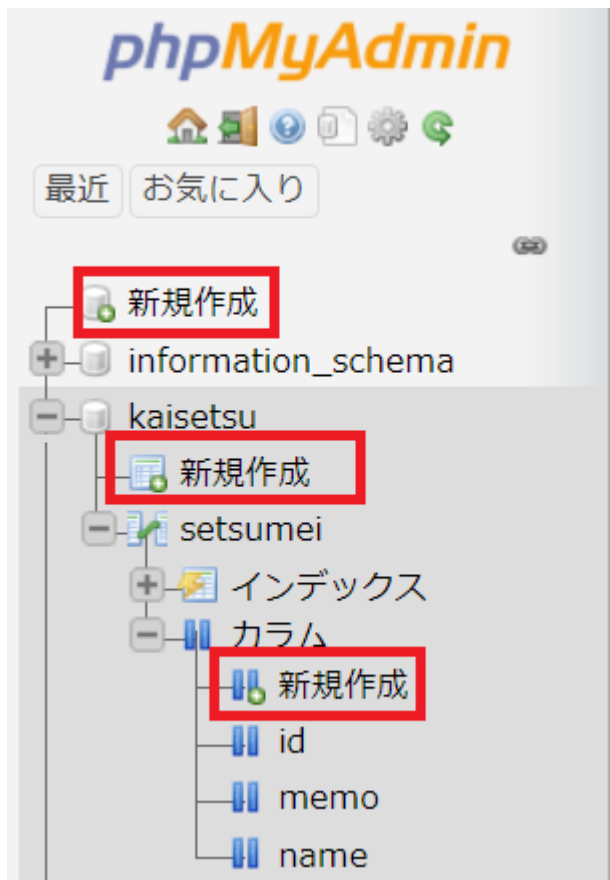 phpMyAdmin
最近 お気に入り
新規作成
information_schema
kaisetsu
新規作成
setsumei
インデックス
カラム
新規作成
id
memo
name